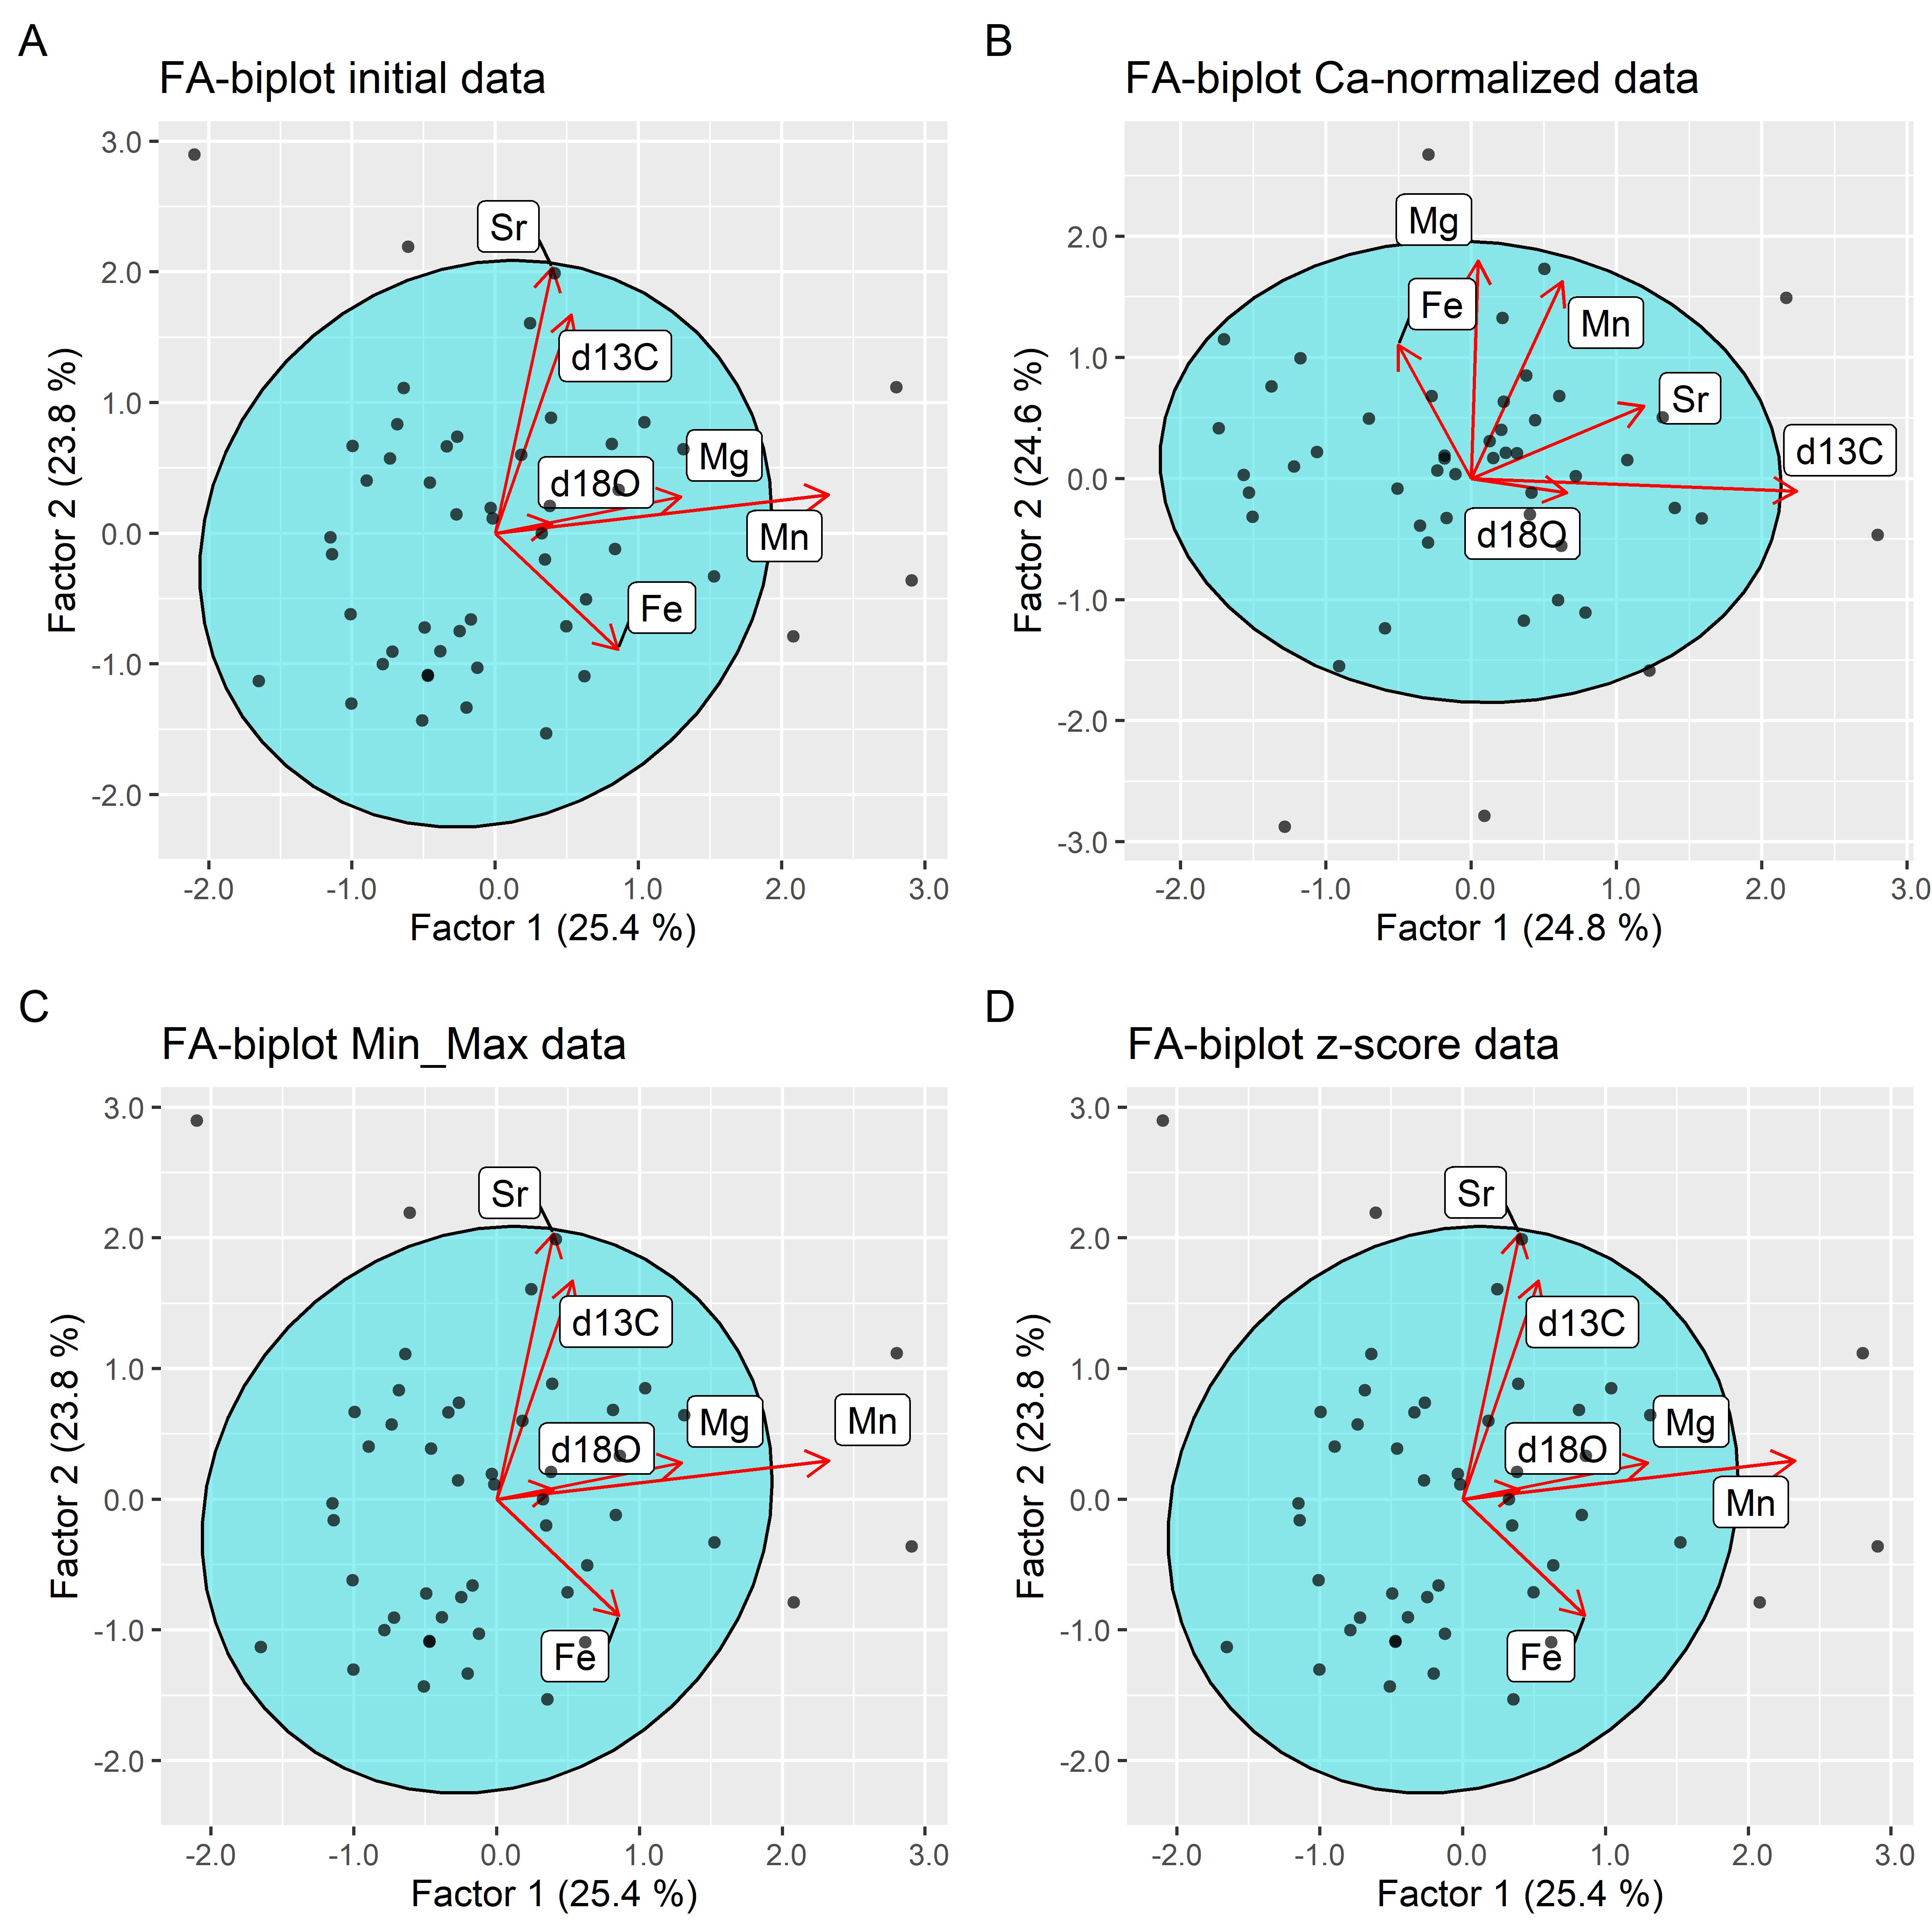 A
FA-biplot initial data
3.0
2.0
1.0
0.0
-1.0
-2.0
Factor 2 (23.8 %)
Sr
d13C
Mg
d18O
Mn
Fe
-2.0 -1.0 0.0 1.0 2.0 3.0
Factor 1 (25.4 %)
B
FA-biplot Ca-normalized data
2.0
1.0
0.0
-1.0
-2.0
-3.0
Factor 2 (24.6 %)
Mg
Fe
Mn
Sr
d13C
d18O
-2.0 -1.0 0.0 1.0 2.0 3.0
Factor 1 (24.8 %)
C
FA-biplot Min_Max data
3.0
2.0
1.0
0.0
-1.0
-2.0
Factor 2 (23.8 %)
Sr
d13C
Mg
Mn
d18O
Fe
-2.0 -1.0 0.0 1.0 2.0 3.0
Factor 1 (25.4 %)
D
FA-biplot z-score data
3.0
2.0
1.0
0.0
-1.0
-2.0
Factor 2 (23.8 %)
Sr
d13C
Mg
d18O
Mn
Fe
-2.0 -1.0 0.0 1.0 2.0 3.0
Factor 1 (25.4 %)